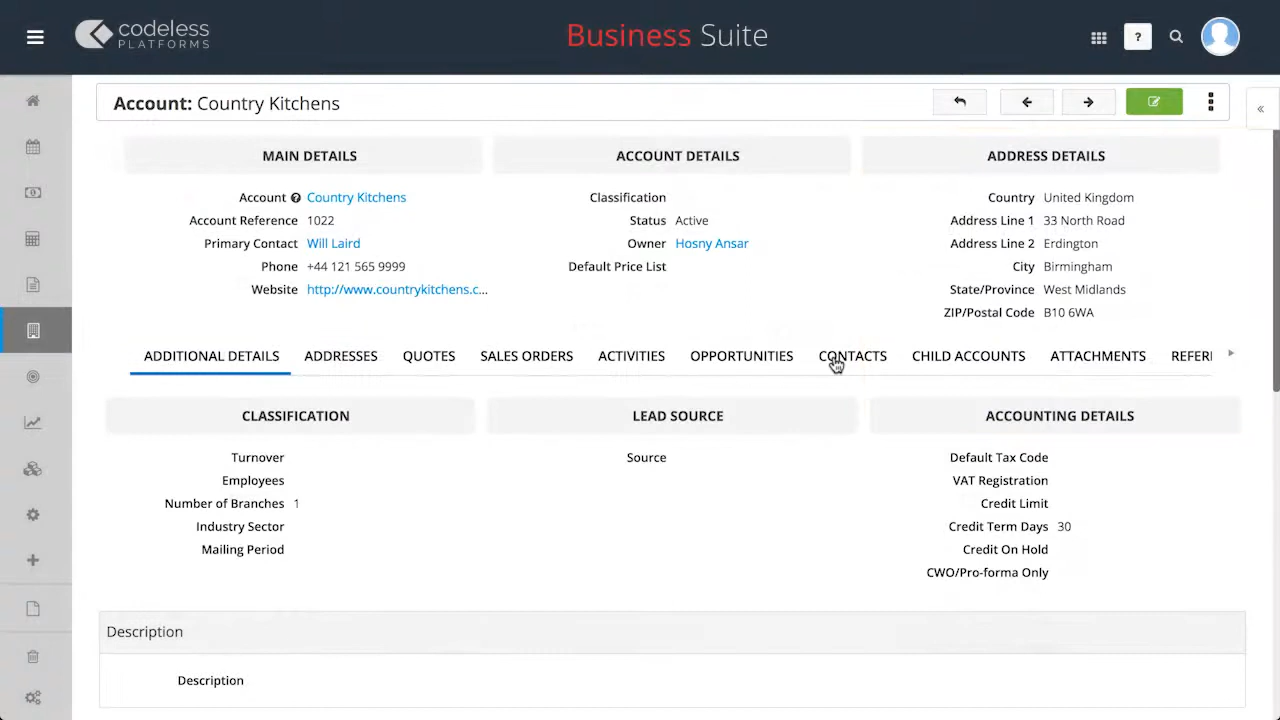 codeless
PLATFORMS
Business Suite
?
Account: Country Kitchens
«
MAIN DETAILS
Account ? Country Kitchens
Account Reference 1022
Primary Contact Will Laird
Phone +44 121 565 9999
Website http://www.countrykitchens.c...
ACCOUNT DETAILS
Classification
Status Active
Owner Hosny Ansar
Default Price List
ADDRESS DETAILS
Country United Kingdom
Address Line 1 33 North Road
Address Line 2 Erdington
City Birmingham
State/Province West Midlands
ZIP/Postal Code B10 6WA
ADDITIONAL DETAILS ADDRESSES QUOTES SALES ORDERS ACTIVITIES OPPORTUNITIES CONTACTS CHILD ACCOUNTS ATTACHMENTS REFERI
CLASSIFICATION
Turnover
Employees
Number of Branches 1
Industry Sector
Mailing Period
LEAD SOURCE
Source
ACCOUNTING DETAILS
Default Tax Code
VAT Registration
Credit Limit
Credit Term Days 30
Credit On Hold
CWO/Pro-forma Only
Description
Description